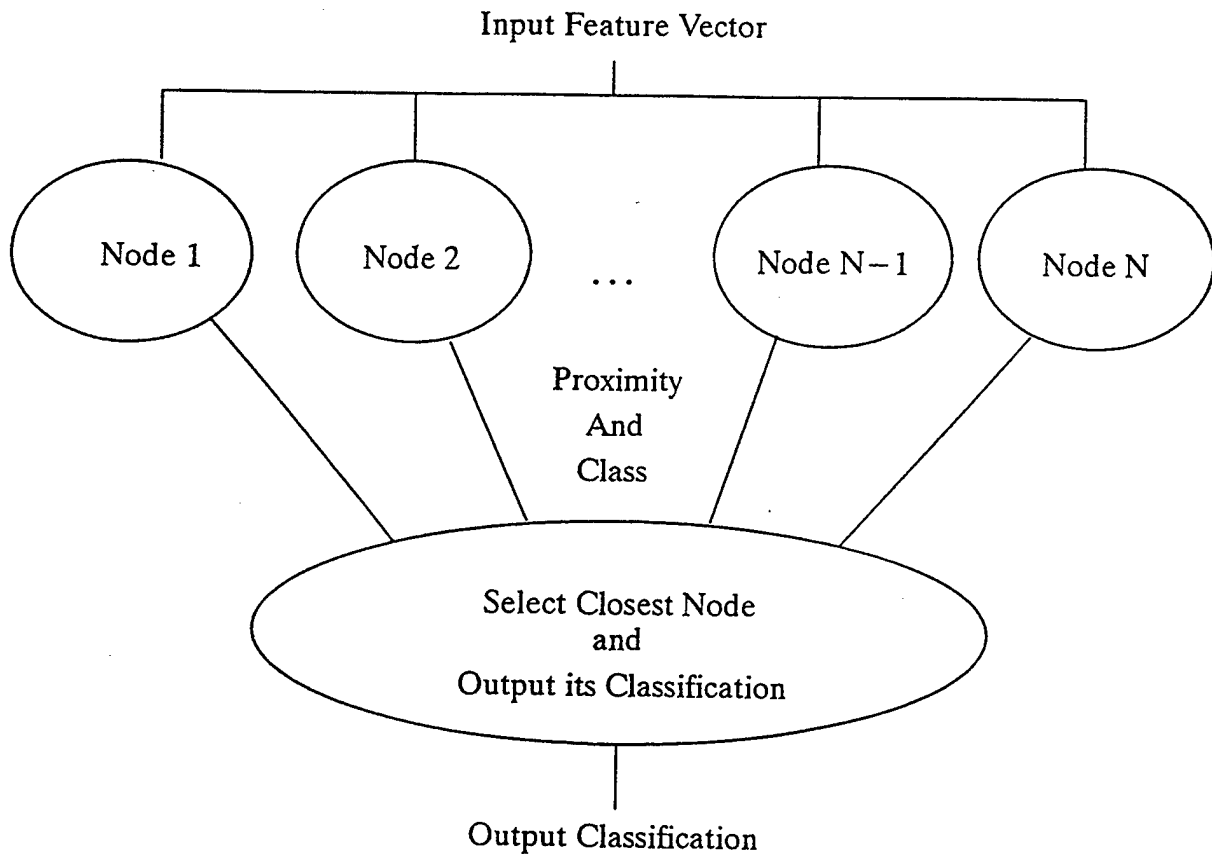 Input Feature Vector
Node 1
Node 2
...
Node N−1
Node N
Proximity
And
Class
Select Closest Node
and
Output its Classification
Output Classification